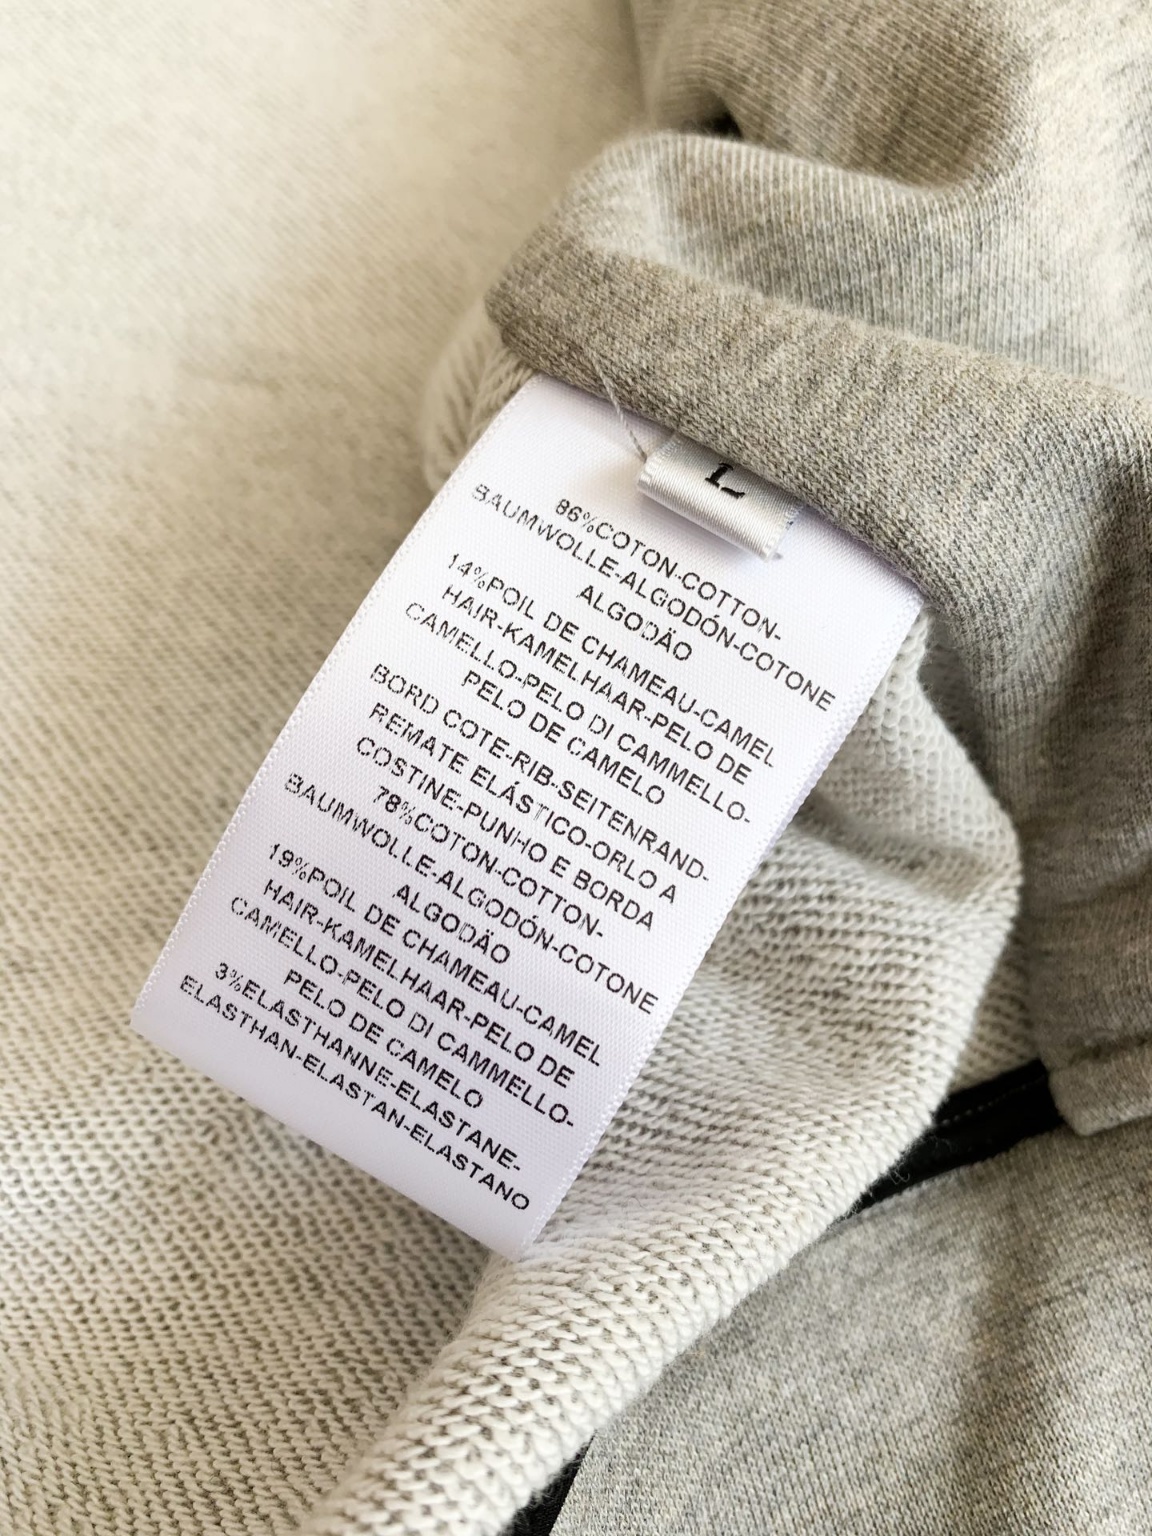 L
86%COTON-COTTON-
BAUMWOLLE-ALGODÓN-COTONE
ALGODÄO
14%POIL DE CHAMEAU-CAMEL
HAIR-KAMELHAAR-PELO DE
CAMELLO-PELO DI CAMMELLO-
PELO DE CAMELO
BORD COTE-RIB-SEITENRAND-
REMATE ELÁSTICO-ORLO A
COSTINE-PUNHO E BORDA
78%COTON-COTTON-
BAUMWOLLE-ALGODÓN-COTONE
ALGODÄO
19%POIL DE CHAMEAU-CAMEL
HAIR-KAMELHAAR-PELO DE
CAMELLO-PELO DI CAMMELLO-
PELO DE CAMELO
3%ELASTHANNE-ELASTANE-
ELASTHAN-ELASTAN-ELASTANO